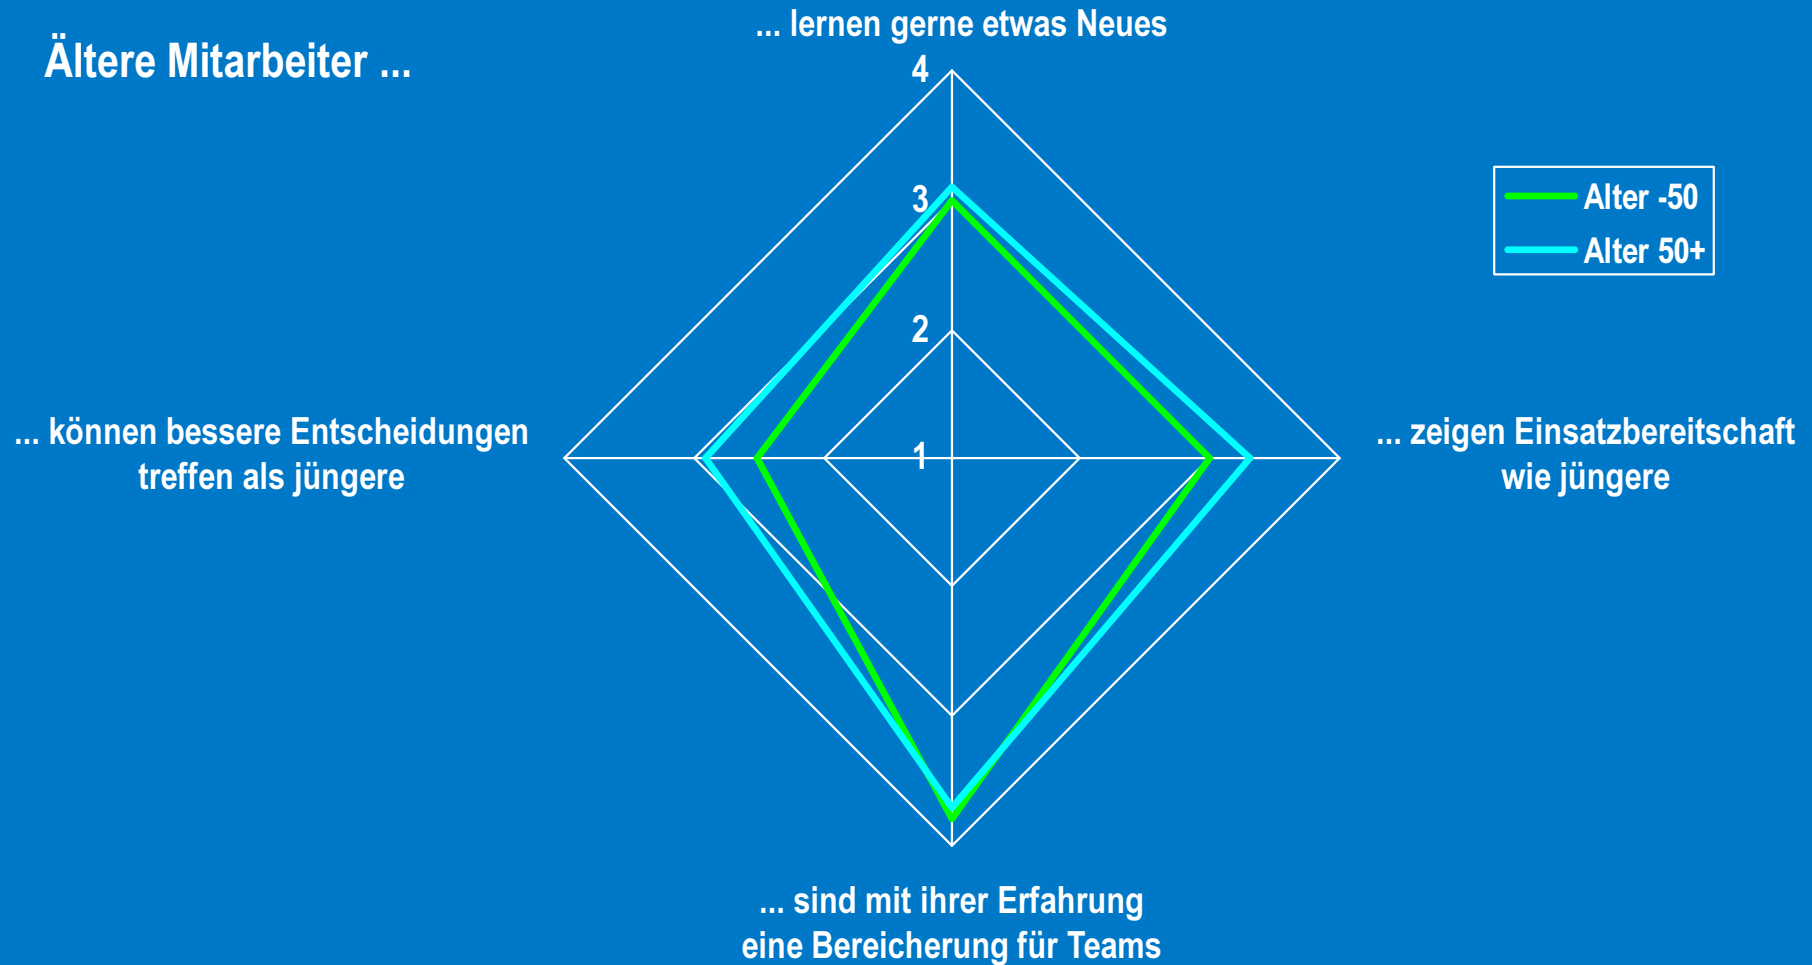 Ältere Mitarbeiter ...
... lernen gerne etwas Neues
4
3
2
1
Alter -50
Alter 50+
... können bessere Entscheidungen
treffen als jüngere
... zeigen Einsatzbereitschaft
wie jüngere
... sind mit ihrer Erfahrung
eine Bereicherung für Teams